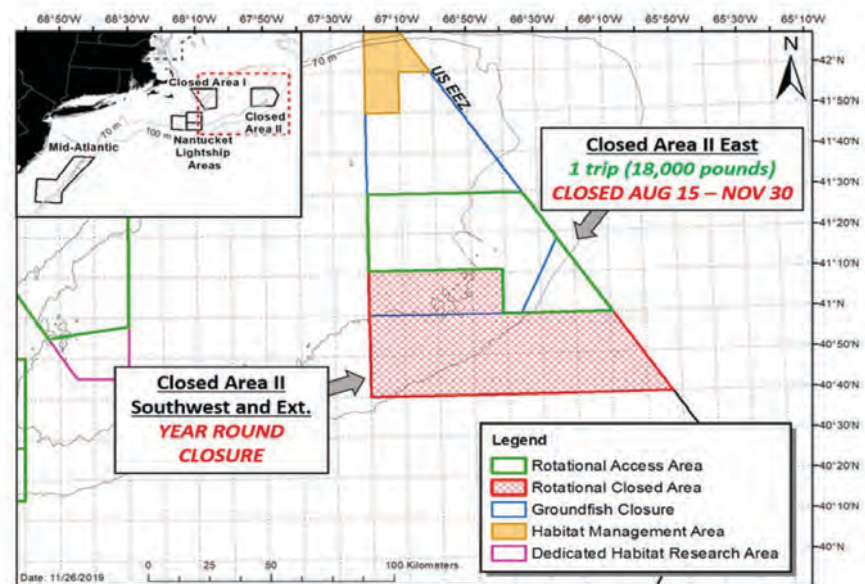 68°50'W 68°30'W 68°10'W 67°50'W 67°30'W 67°10'W 66°50'W 66°30'W 66°10'W 65°50'W 65°30'W 65°10'W
N
70 m
US EEZ
42°N
41°50'N
41°40'N
41°30'N
41°20'N
41°10'N
41°N
40°50'N
40°40'N
40°30'N
40°20'N
40°10'N
40°N
Closed Area I
70 m
100 m
Closed
Area II
Mid-Atlantic
Nantucket
Lightship
Areas
Closed Area II East
1 trip (18,000 pounds)
CLOSED AUG 15 – NOV 30
Closed Area II
Southwest and Ext.
YEAR ROUND
CLOSURE
Legend
Rotational Access Area
Rotational Closed Area
Groundfish Closure
Habitat Management Area
Dedicated Habitat Research Area
Date: 11/26/2019
0 25 50 100 Kilometers